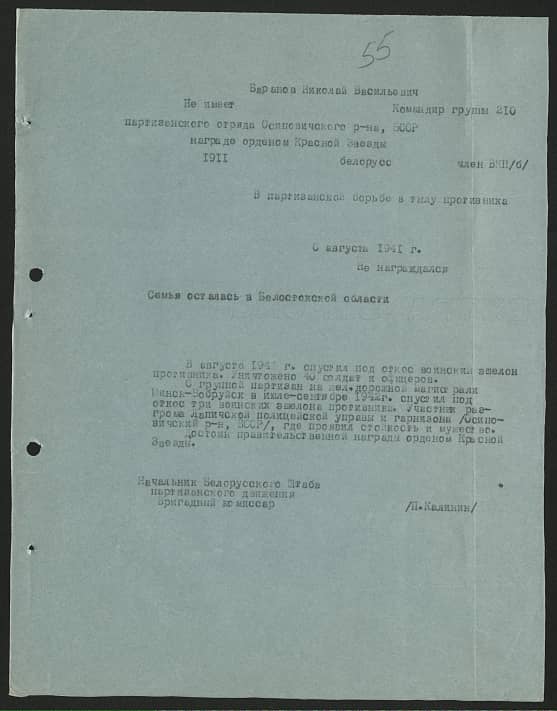 55
Баранов Николай Васильевич
Не имеет Командир группы 210
партизанского отряда Осиповичского р-на, БССР
награде орденом Красной Звезды
1911 белорусс член ВКП/б/
В партизанской борьбе в тылу противника
С августа 1941 г.
Не награждался
Семья осталась в Белостокской области
В августа г. спустил под откос воинский эшелон
противника. Уничтожено 40 солдат и офицеров.
С группой партизан на жел.дорожной магистрали
Минск-Бобруйск в июле-сентябре 1942г. спустил под
откос три воинских эшелона противника. Участник раз-
грома Лапичской полицейской управы и гарнизона /Осипо-
вичский р-н, БССР/, где проявил стойкость и мужество.
Достоин правительственной награды орденом Красной
Звезды.
Начальник Белорусского Штаба
партизанского движения
Бригадный комиссар /П.Калинин/